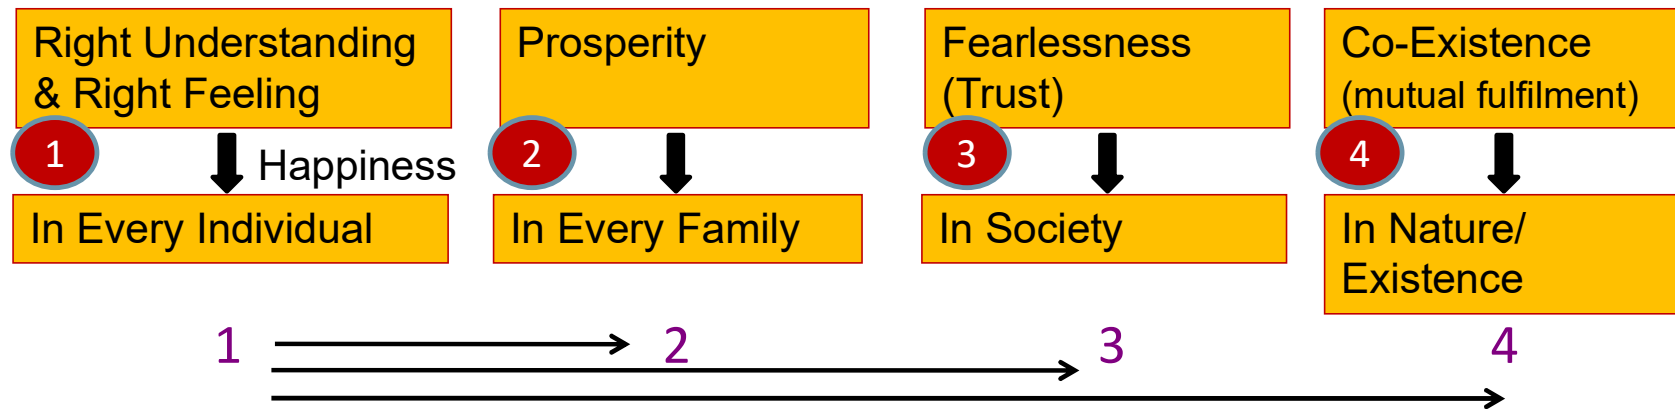 Right Understanding
& Right Feeling
1
Happiness
In Every Individual
Prosperity
2
In Every Family
Fearlessness
(Trust)
3
In Society
Co-Existence
(mutual fulfilment)
4
In Nature/
Existence
1
2
3
4